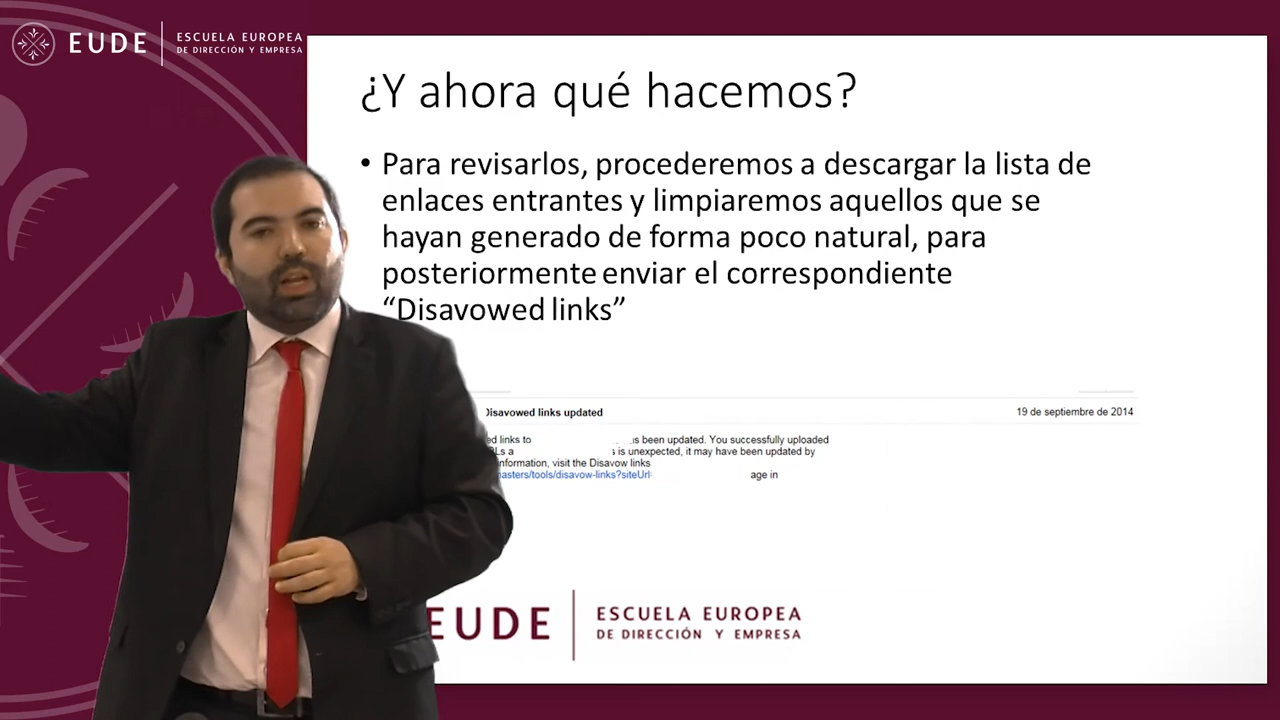 EUDE
ESCUELA EUROPEA
DE DIRECCIÓN Y EMPRESA
¿Y ahora qué hacemos?
• Para revisarlos, procederemos a descargar la lista de
enlaces entrantes y limpiaremos aquellos que se
hayan generado de forma poco natural, para
posteriormente enviar el correspondiente
“Disavowed links”
Disavowed links updated 19 de septiembre de 2014
links to has been updated. You successfully uploaded
a is unexpected, it may have been updated by
information, visit the Disavow links
masters/tools/disavow-links?siteUrl age in
EUDE
ESCUELA EUROPEA
DE DIRECCIÓN Y EMPRESA